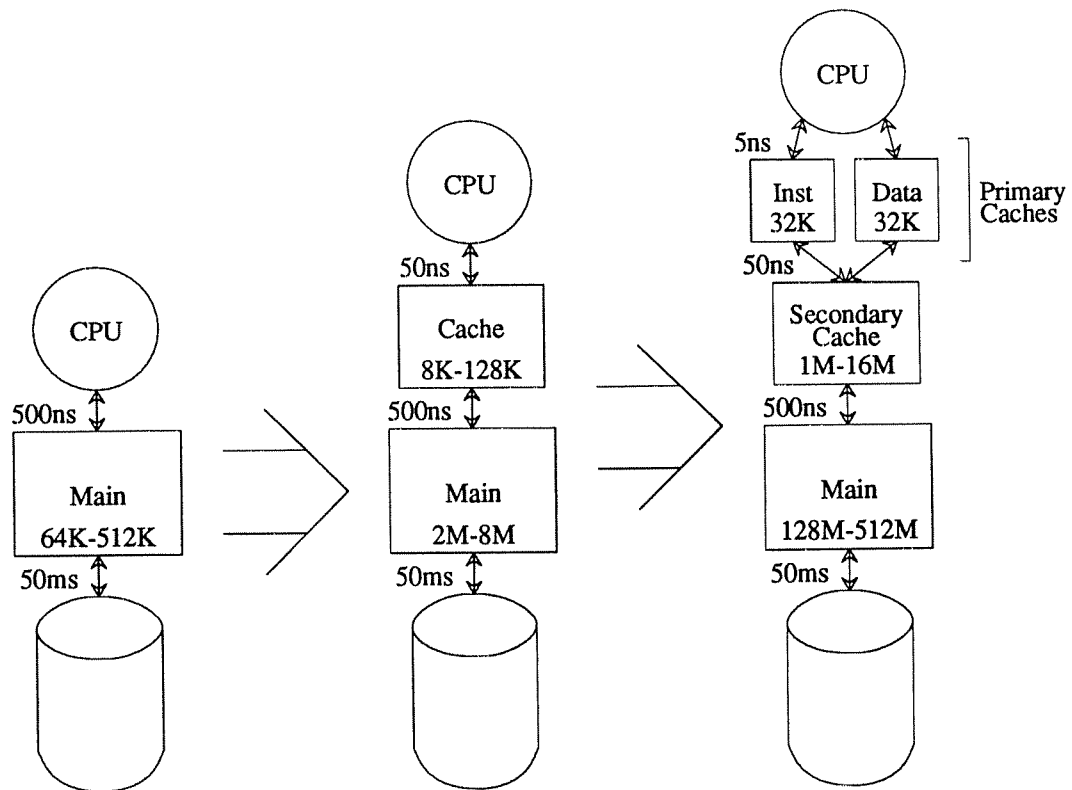 CPU
500ns
Main
64K-512K
50ms
CPU
50ns
Cache
8K-128K
500ns
Main
2M-8M
50ms
CPU
5ns
Inst
32K
Data
32K
Primary
Caches
50ns
Secondary
Cache
1M-16M
500ns
Main
128M-512M
50ms